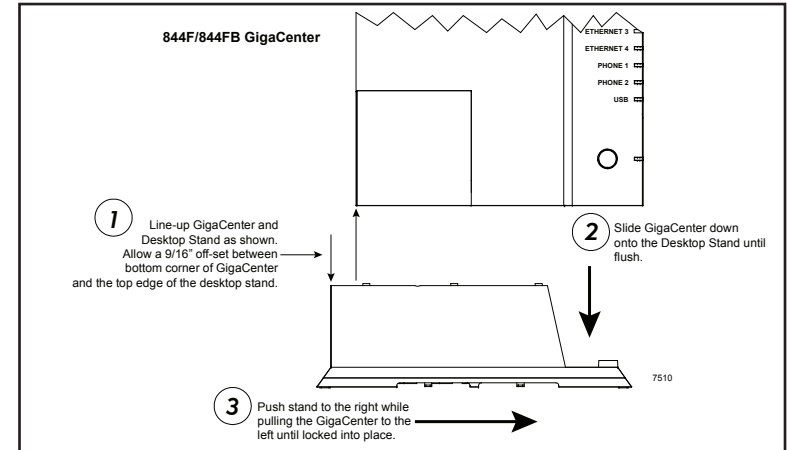 844F/844FB GigaCenter
ETHERNET 3
ETHERNET 4
PHONE 1
PHONE 2
USB
1
Line-up GigaCenter and
Desktop Stand as shown.
Allow a 9/16” off-set between
bottom corner of GigaCenter
and the top edge of the desktop stand.
2
Slide GigaCenter down
onto the Desktop Stand until
flush.
7510
3
Push stand to the right while
pulling the GigaCenter to the
left until locked into place.